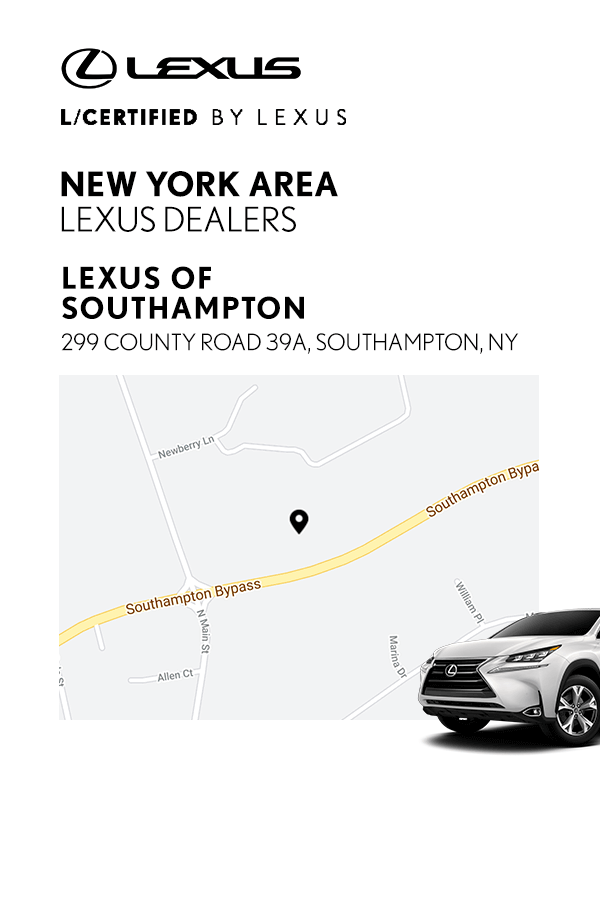 LEXUS
L/CERTIFIED BY LEXUS
NEW YORK AREA
LEXUS DEALERS
LEXUS OF
SOUTHAMPTON
299 COUNTY ROAD 39A, SOUTHAMPTON, NY
Newberry Ln
Southampton Bypa
Southampton Bypass
William Pl
N Main St
Marina Dr
Allen Ct